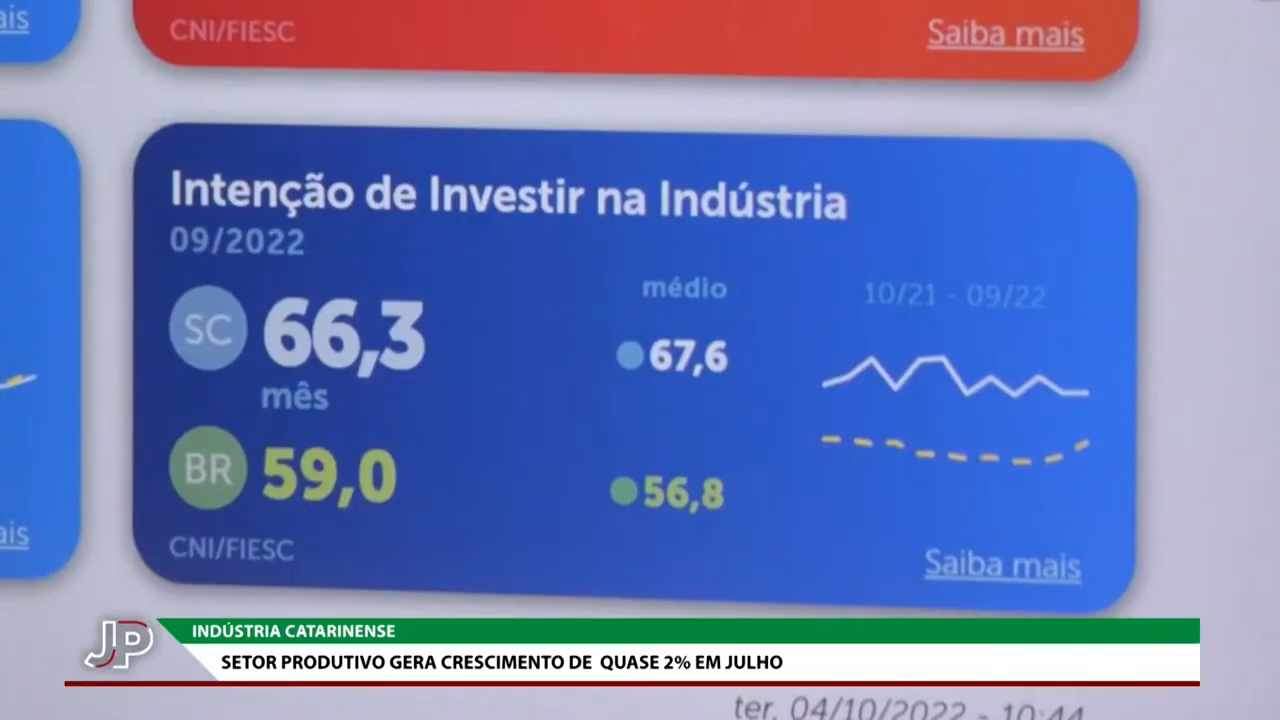 ais
CNI/FIESC
Saiba mais
Intenção de Investir na Indústria
09/2022
médio
10/21 - 09/22
SC 66,3
67,6
mês
BR 59,0
56,8
ais
CNI/FIESC
Saiba mais
JP
INDÚSTRIA CATARINENSE
SETOR PRODUTIVO GERA CRESCIMENTO DE QUASE 2% EM JULHO
ter, 04/10/2022 - 10:44